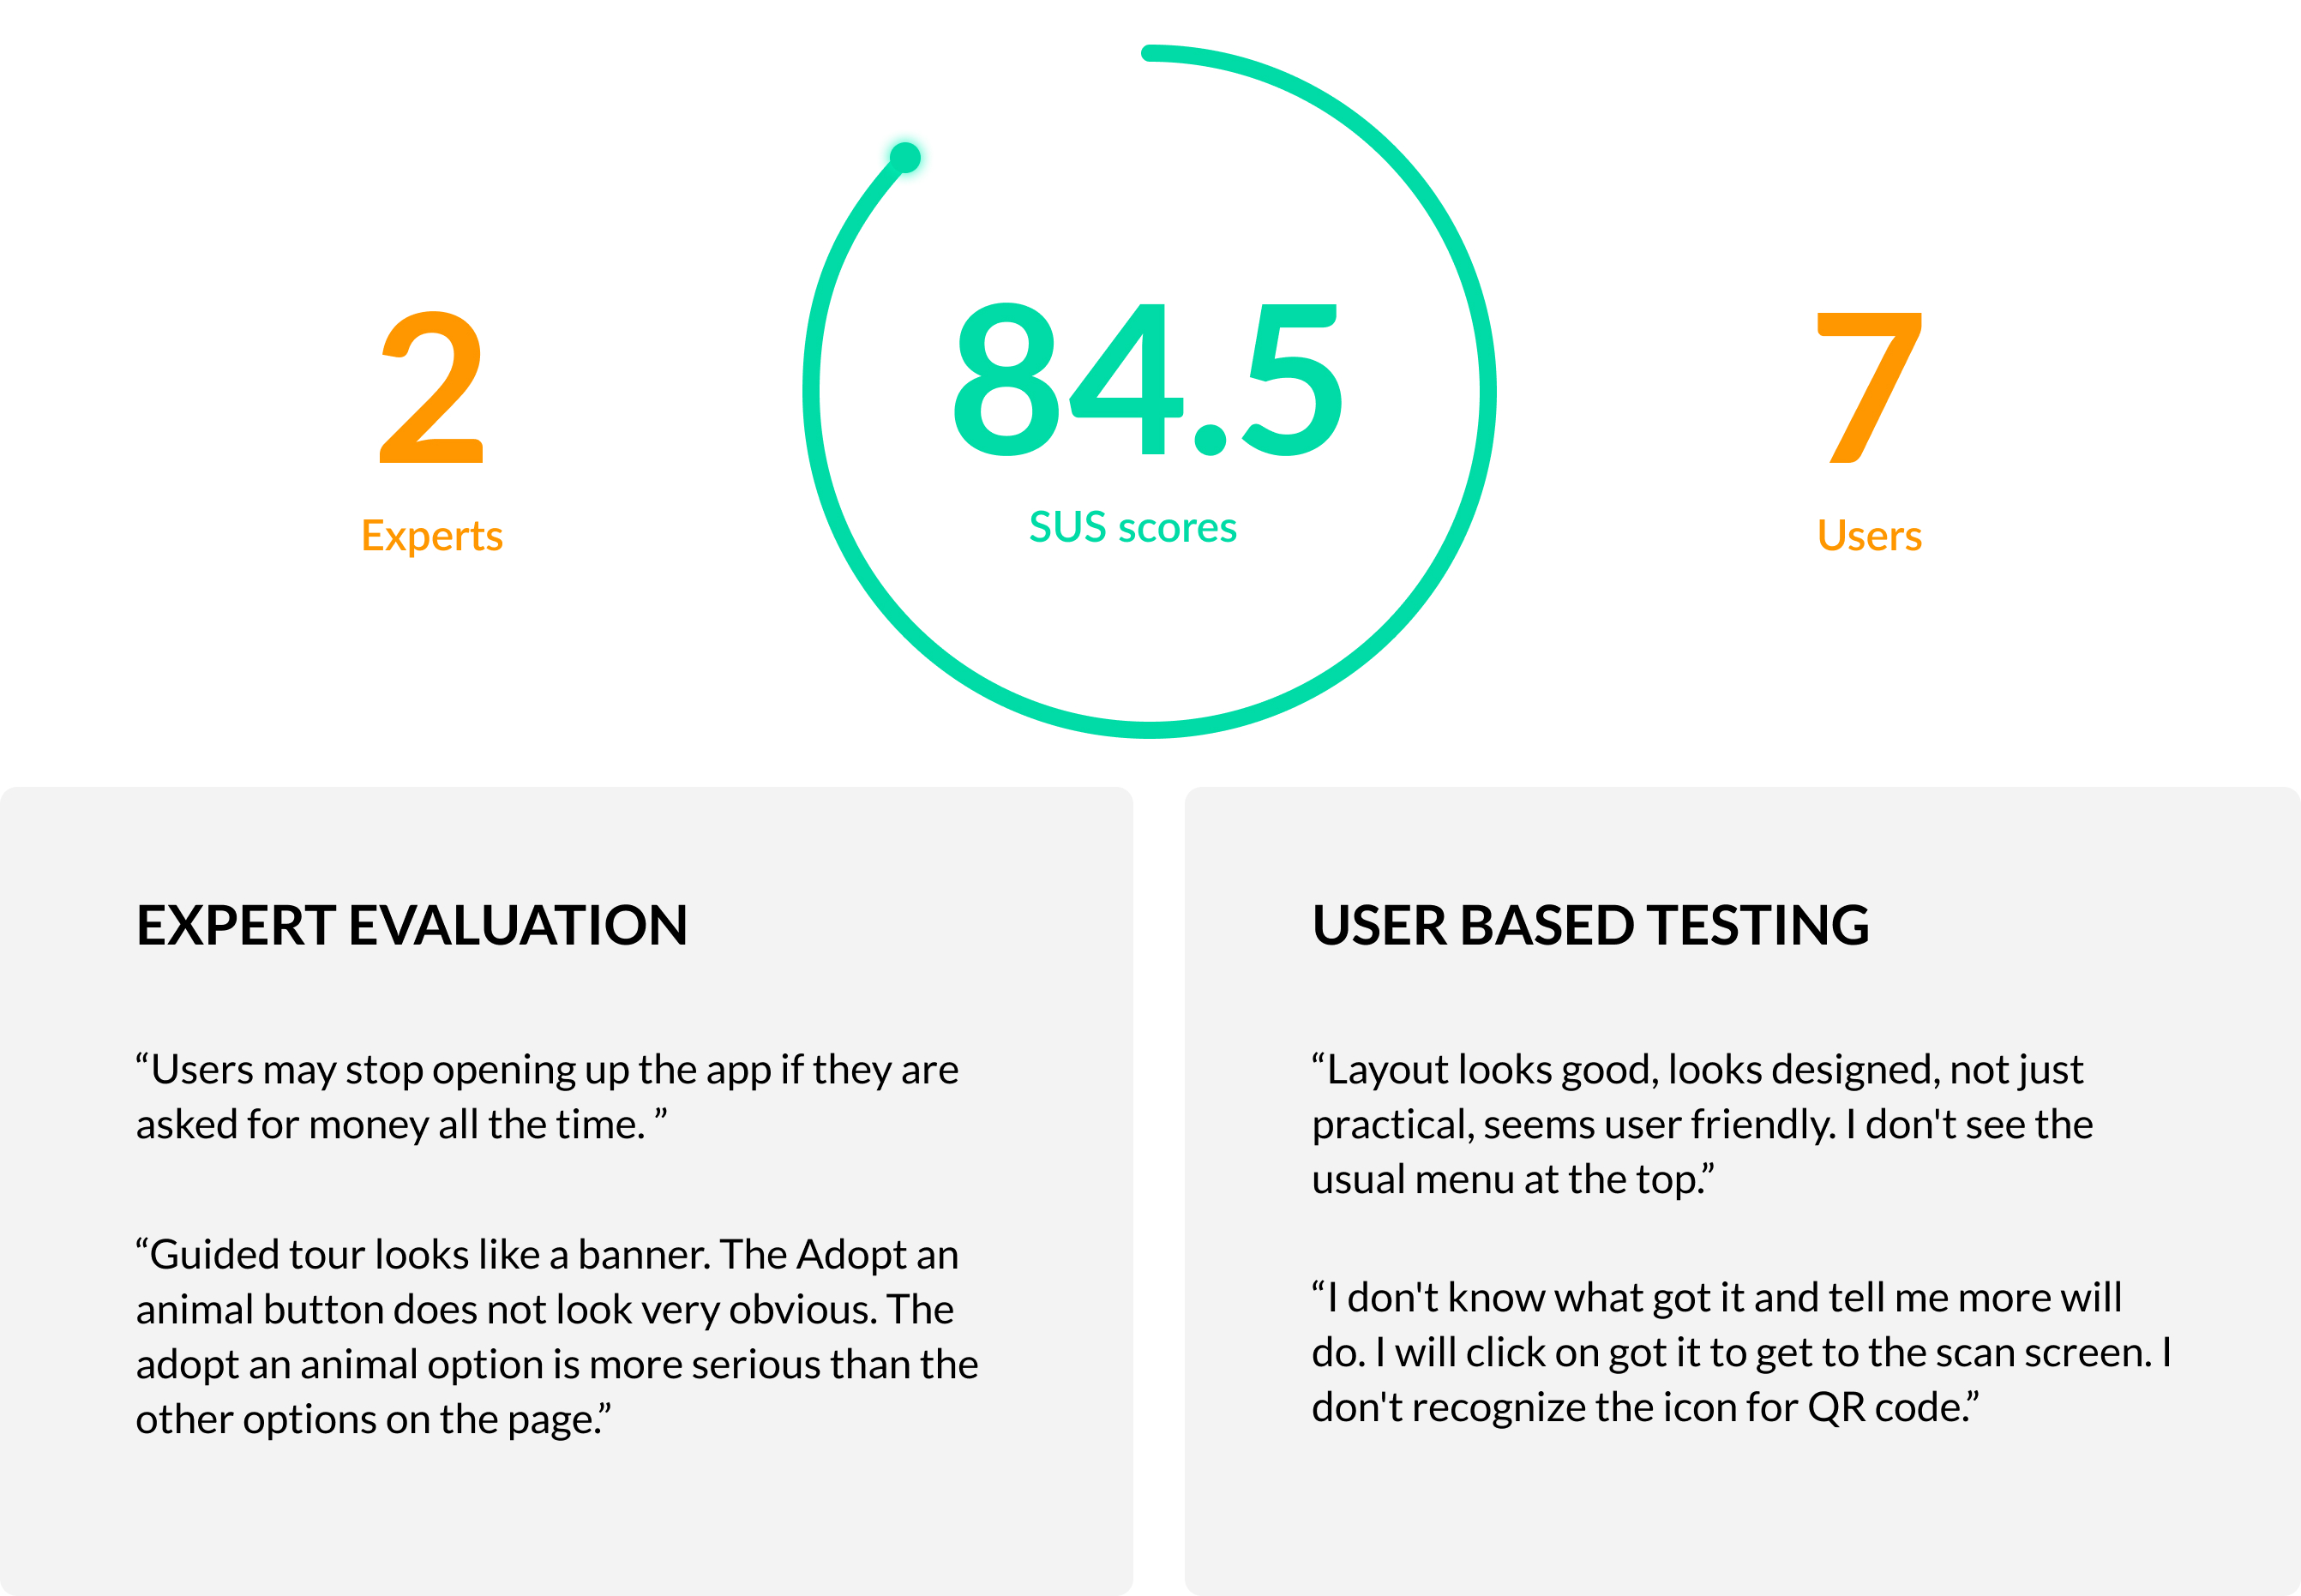 2
Experts
84.5
SUS scores
7
Users
EXPERT EVALUATION
“Users may stop opening up the app if they are
asked for money all the time. ”
“Guided tour looks like a banner. The Adopt an
animal button does not look very obvious. The
adopt an animal option is more serious than the
other options on the page.”
USER BASED TESTING
“Layout looks good, looks designed, not just
practical, seems user friendly. I don't see the
usual menu at the top.”
“I don't know what got it and tell me more will
do. I will click on got it to get to the scan screen. I
don't recognize the icon for QR code.”